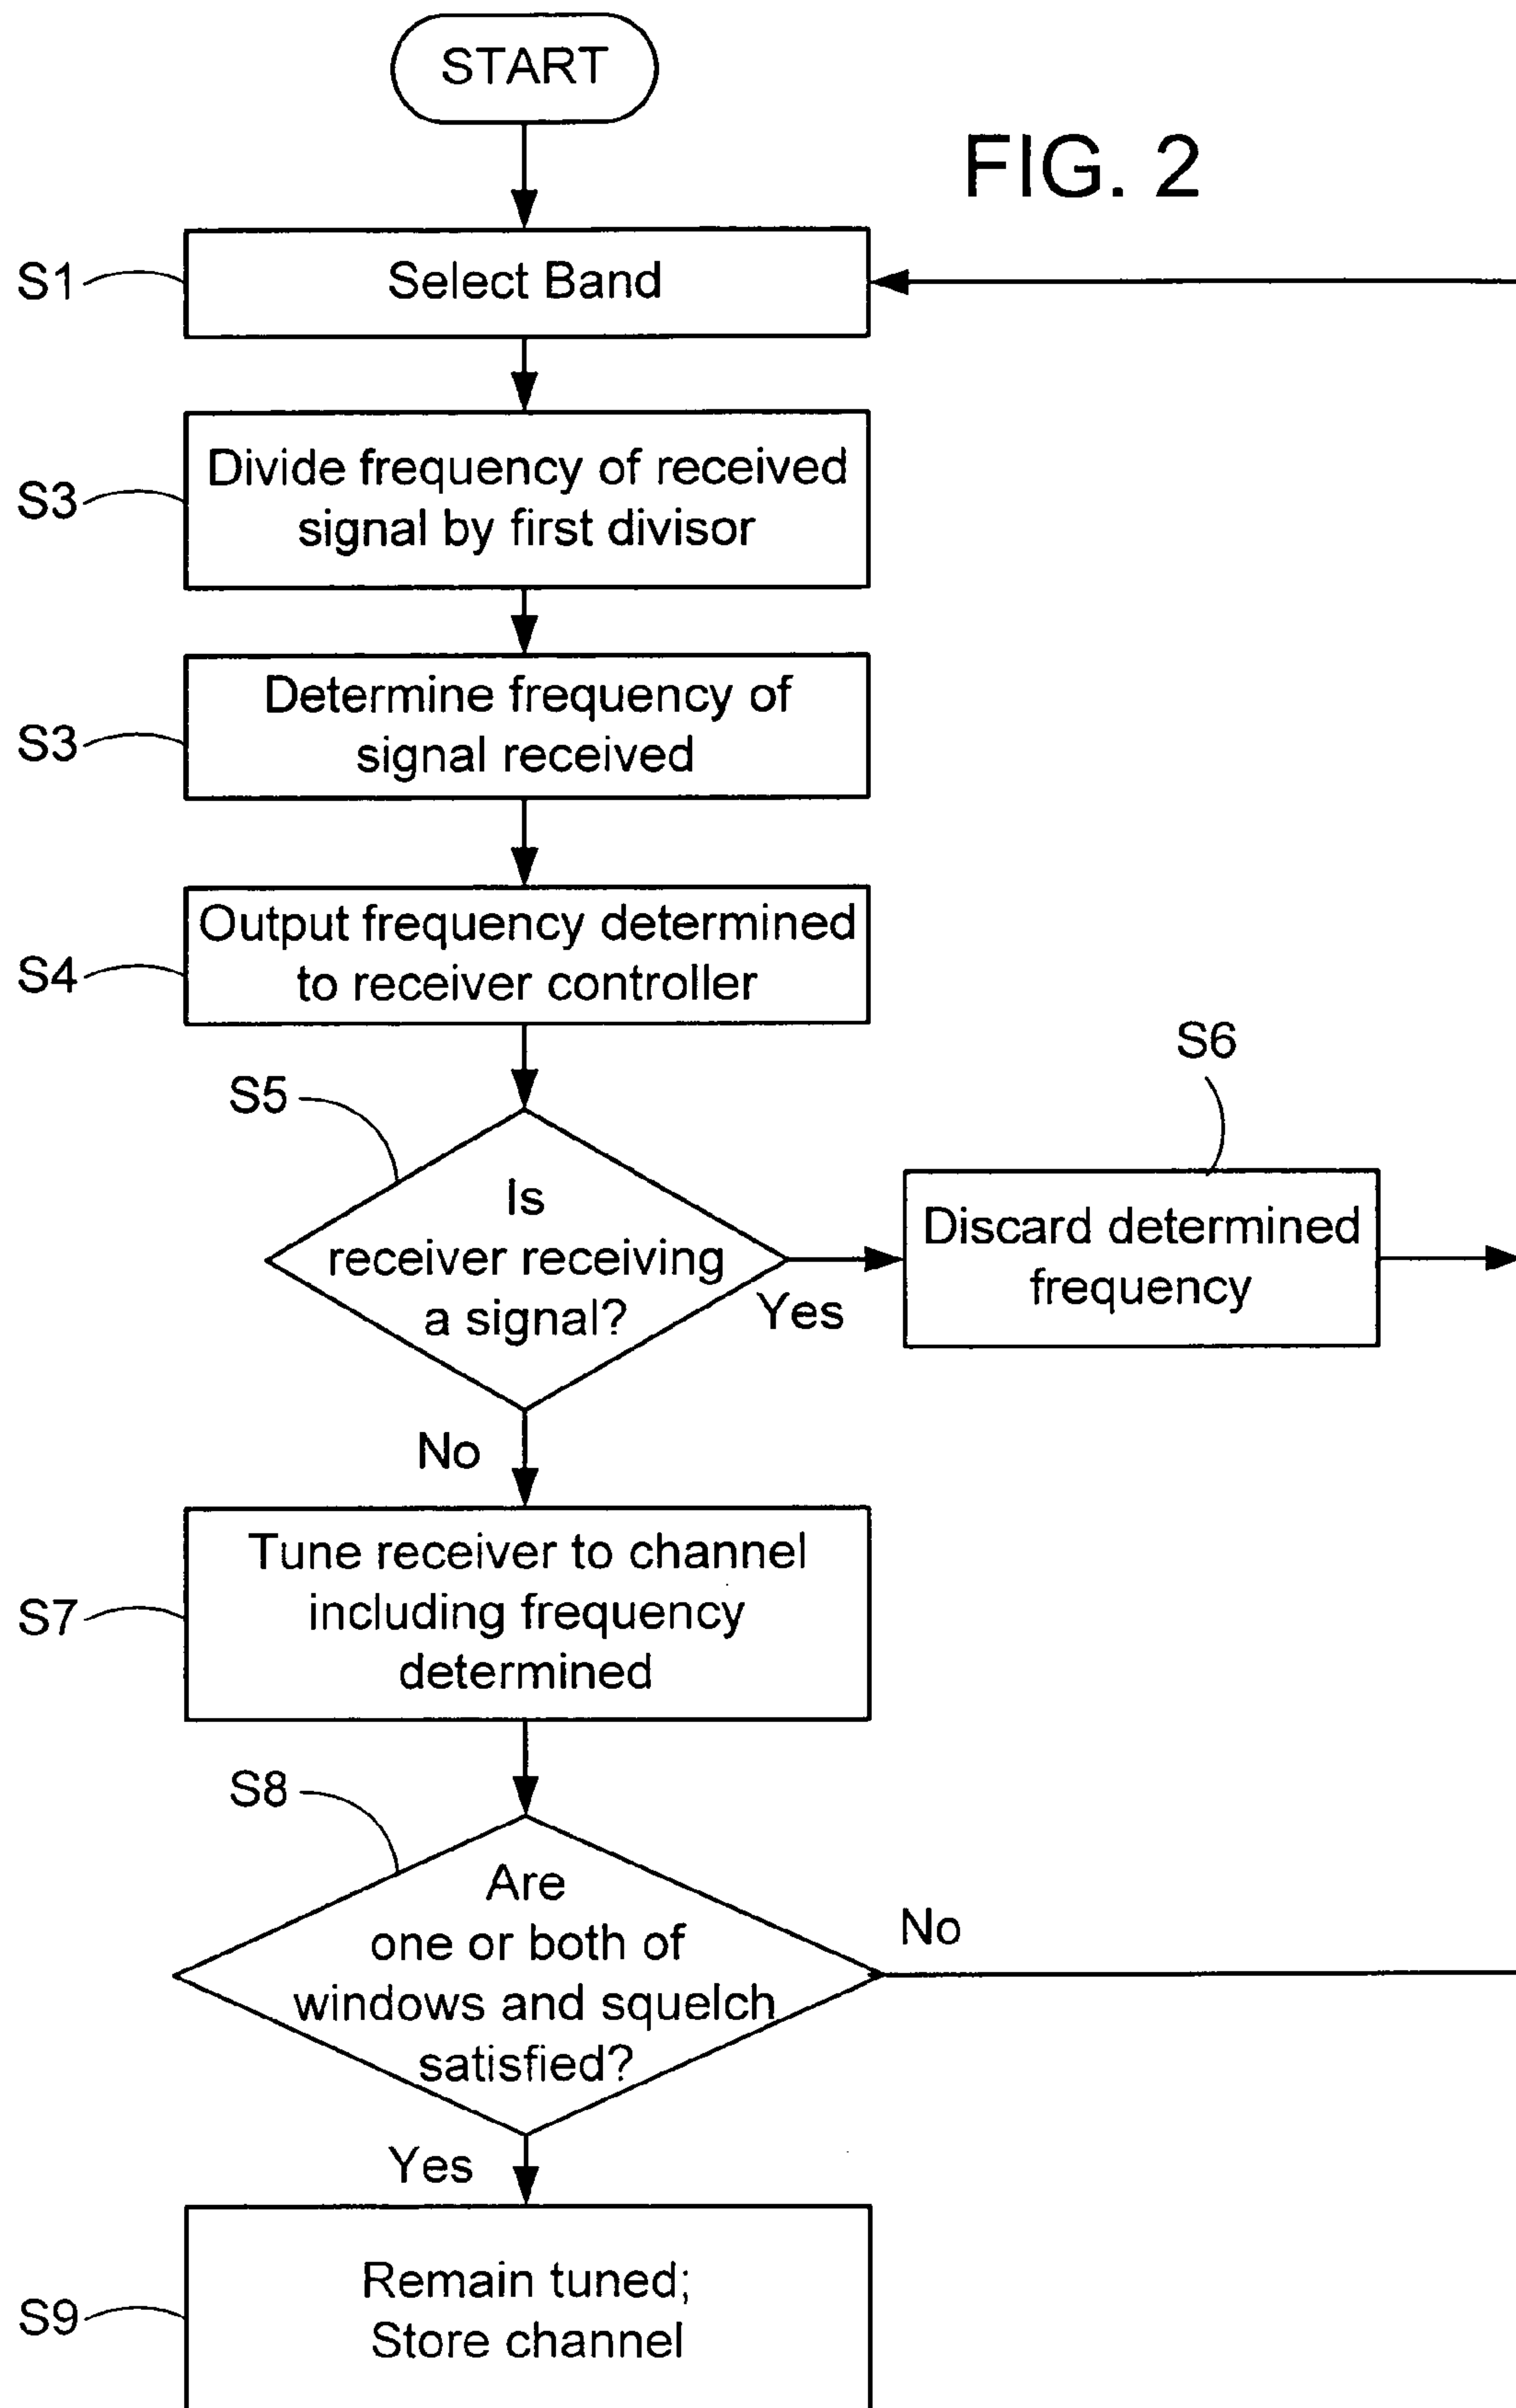 START
FIG. 2
S1
Select Band
S3
Divide frequency of received
signal by first divisor
S3
Determine frequency of
signal received
S4
Output frequency determined
to receiver controller
S5
Is
receiver receiving
a signal?
Yes
S6
Discard determined
frequency
No
S7
Tune receiver to channel
including frequency
determined
S8
Are
one or both of
windows and squelch
satisfied?
No
Yes
S9
Remain tuned;
Store channel